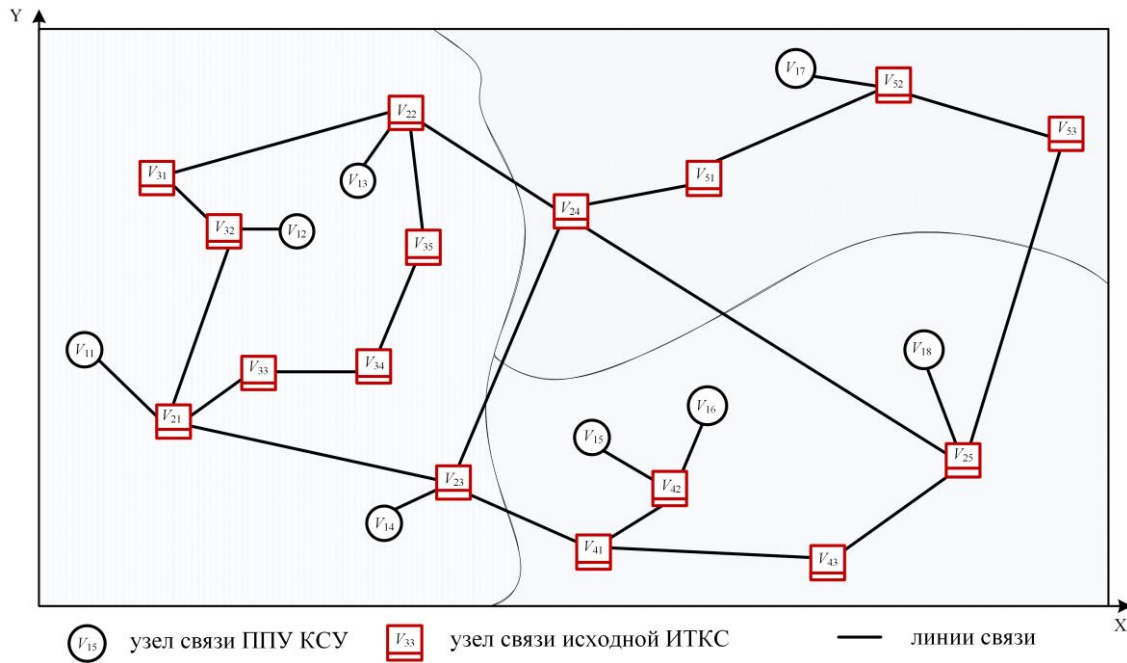 Y
V17
V52
V22
V53
V31
V13
V51
V24
V32
V12
V35
V11
V33
V34
V18
V16
V21
V15
V25
V23
V42
V14
V41
V43
X
V15 узел связи ППУ КСУ V33 узел связи исходной ИТКС линии связи